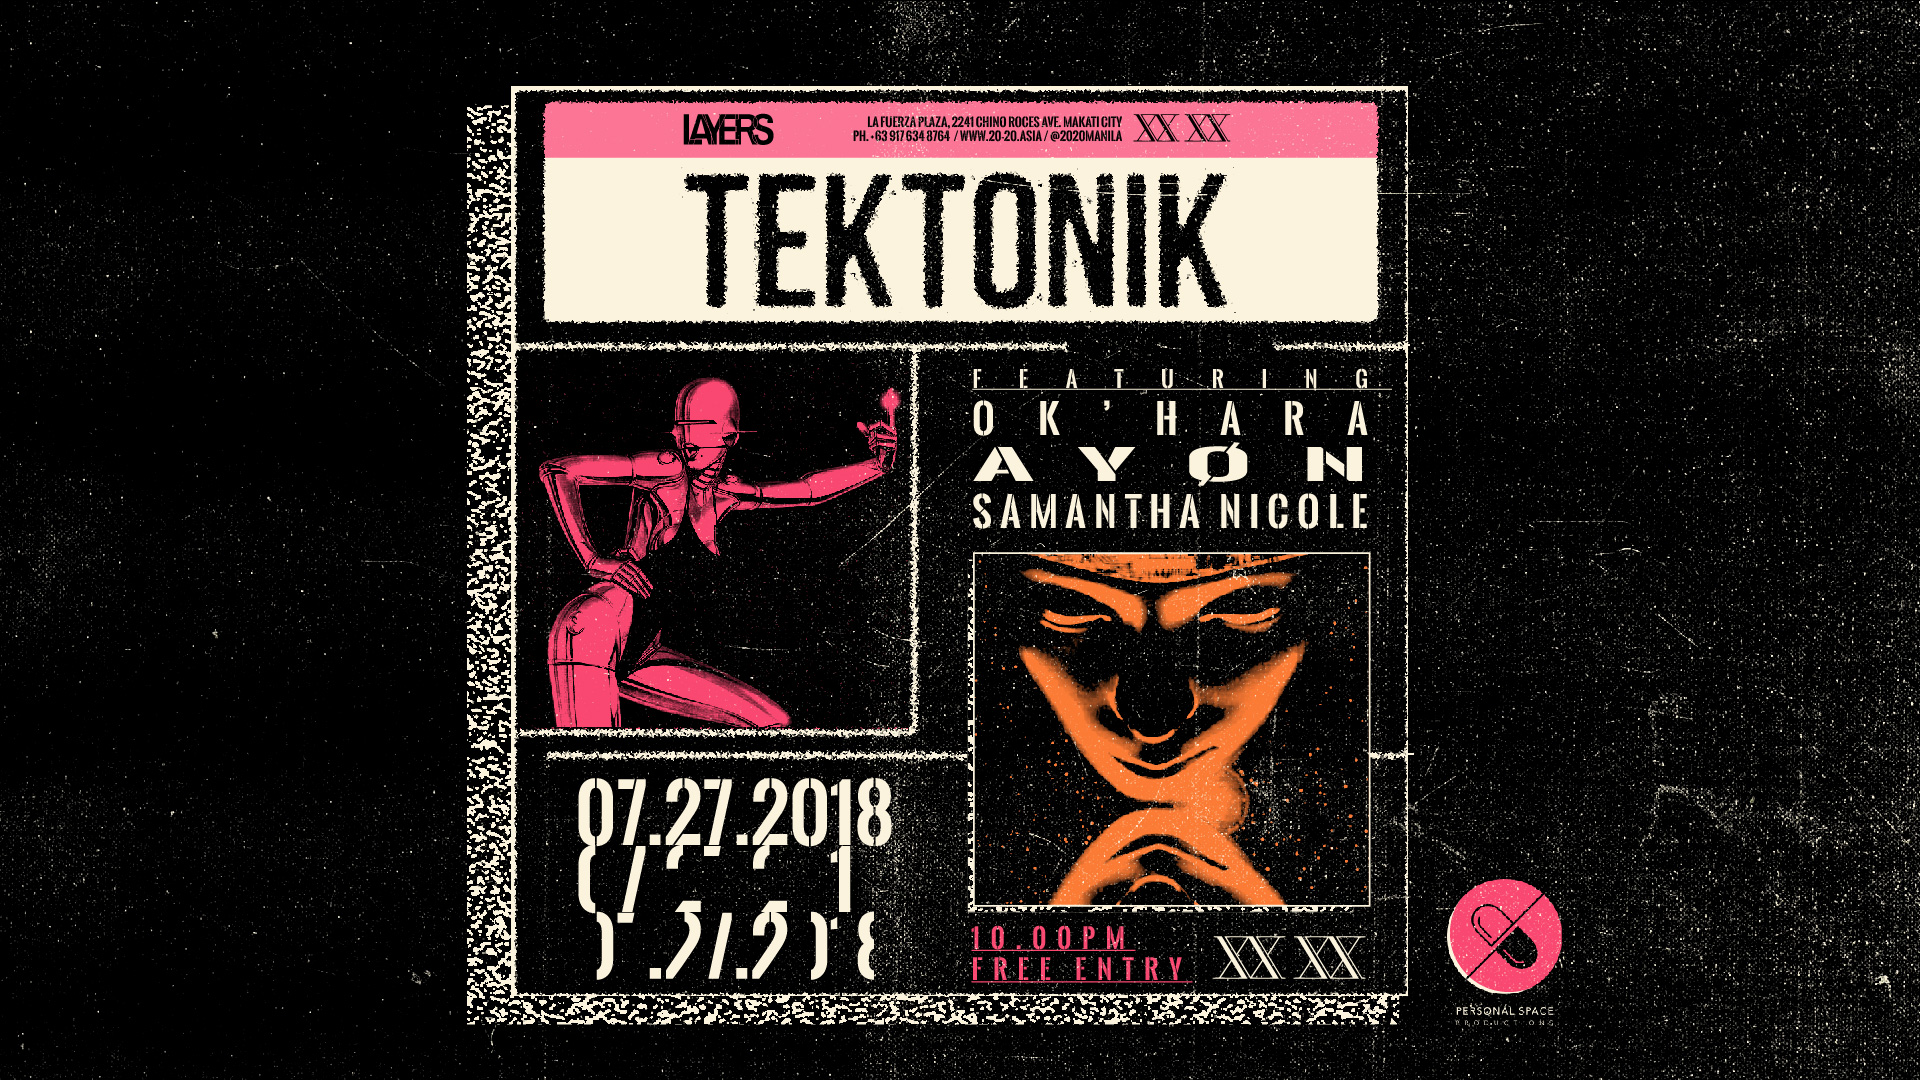 LAYERS
LA FUERZA PLAZA, 2241 CHINO ROCES AVE. MAKATI CITY
PH. +63 917 634 8764 / WWW.20-20.ASIA / @2020MANILA
XX XX
TEKTONIK
FEATURING
OK'HARA
AYØN
SAMANTHA NICOLE
07.27.2018
10.00PM
FREE ENTRY
XX XX
PERSONAL SPACE
PRODUCTIONS